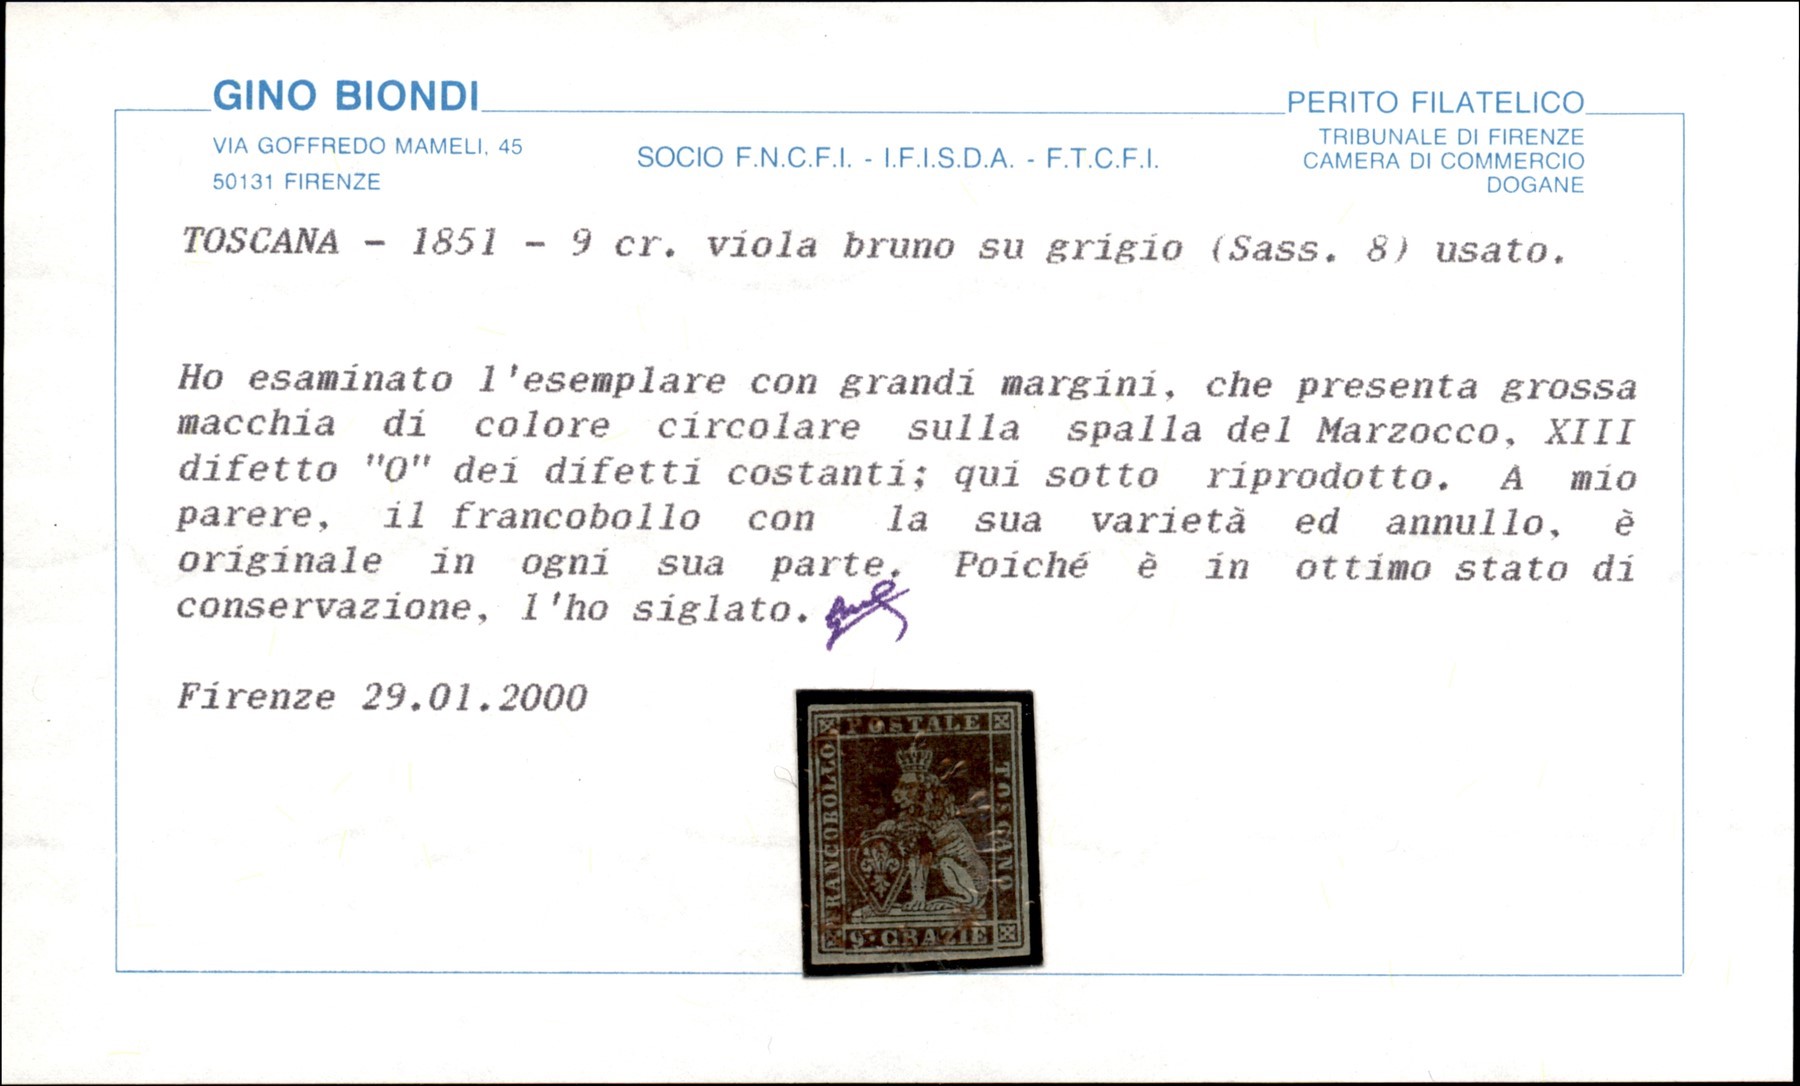 GINO BIONDI
VIA GOFFREDO MAMELI, 45
50131 FIRENZE
SOCIO F.N.C.F.I. - I.F.I.S.D.A. - F.T.C.F.I.
PERITO FILATELICO
TRIBUNALE DI FIRENZE
CAMERA DI COMMERCIO
DOGANE
TOSCANA - 1851 - 9 cr. viola bruno su grigio (Sass. 8) usato.
Ho esaminato l'esemplare con grandi margini, che presenta grossa
macchia di colore circolare sulla spalla del Marzocco, XIII
difetto "O" dei difetti costanti; qui sotto riprodotto. A mio
parere, il francobollo con la sua varietà ed annullo, è
originale in ogni sua parte. Poiché è in ottimo stato di
conservazione, l'ho siglato.
Firenze 29.01.2000
POSTALE
FRANCOBOLLO
TOSCANO
9 CRAZIE